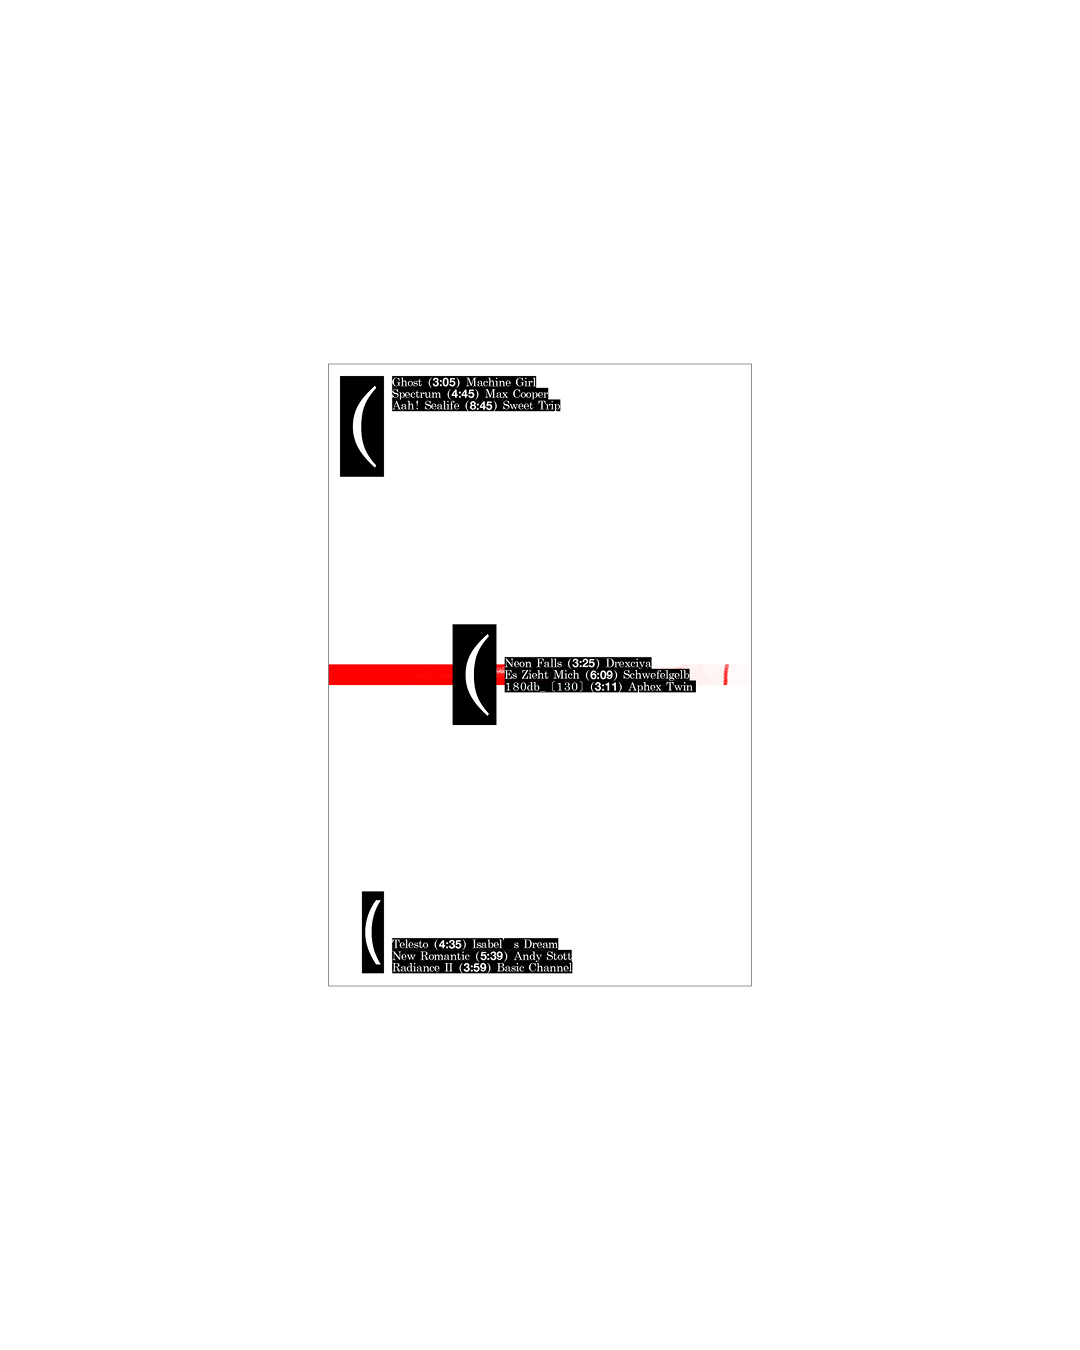 (
Ghost (3:05) Machine Girl
Spectrum (4:45) Max Cooper
Aah! Sealife (8:45) Sweet Trip
(
Neon Falls (3:25) Drexciya
Es Zieht Mich (6:09) Schwefelgelb
180db_ [130] (3:11) Aphex Twin
(
Telesto (4:35) Isabel s Dream
New Romantic (5:39) Andy Stott
Radiance II (3:59) Basic Channel